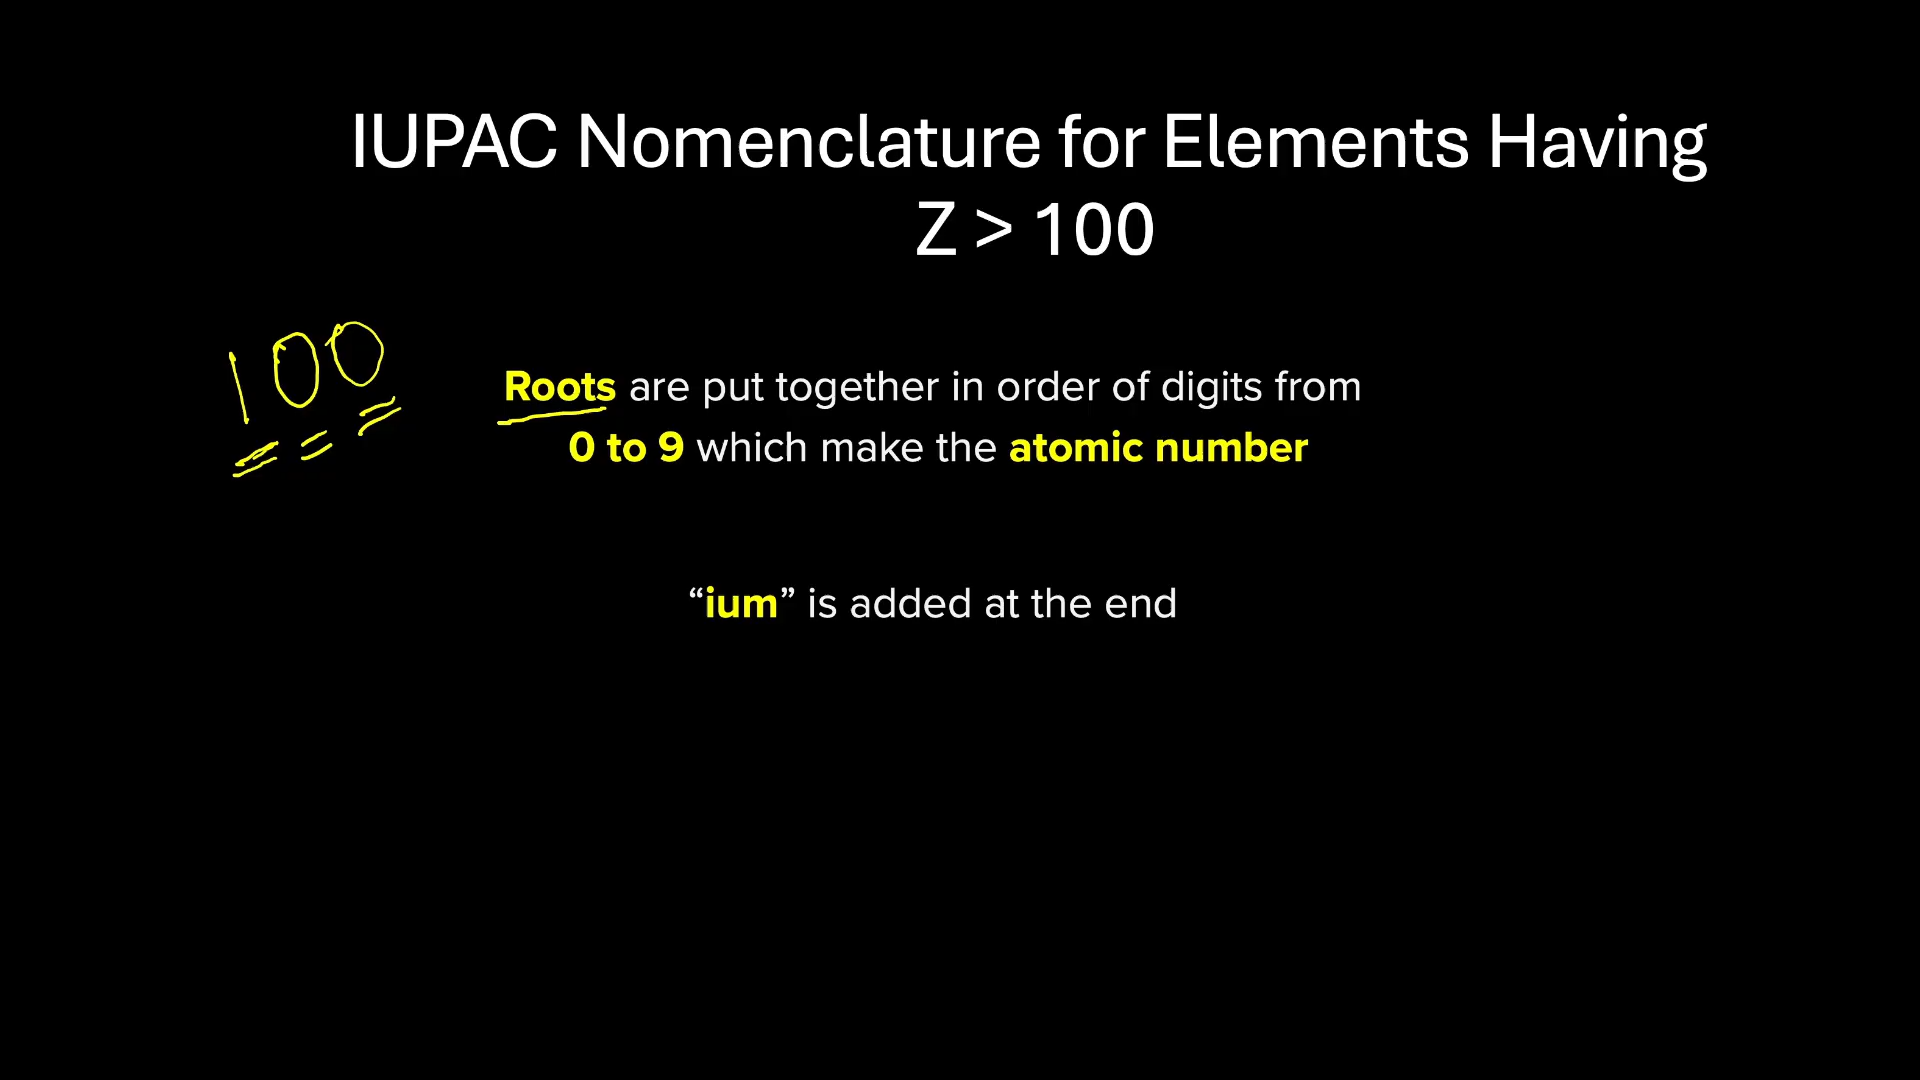 IUPAC Nomenclature for Elements Having
Z > 100
100
Roots are put together in order of digits from
0 to 9 which make the atomic number
“ium” is added at the end